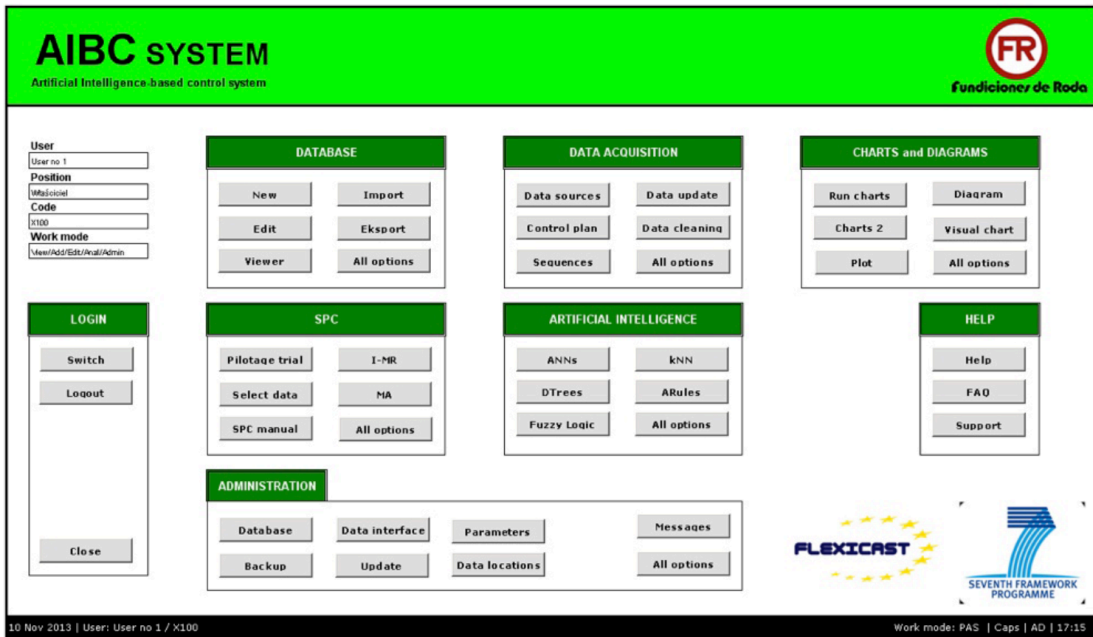 AIBC SYSTEM
Artificial Intelligence-based control system
FR
Fundiciones de Roda
User
User no 1
Position
Właściciel
Code
X100
Work mode
View/Add/Edit/Anal/Admin
DATABASE
New
Import
Edit
Eksport
Viewer
All options
DATA ACQUISITION
Data sources
Data update
Control plan
Data cleaning
Sequences
All options
CHARTS and DIAGRAMS
Run charts
Diagram
Charts 2
Visual chart
Plot
All options
LOGIN
Switch
Logout
Close
SPC
Pilotage trial
I-MR
Select data
MA
SPC manual
All options
ARTIFICIAL INTELLIGENCE
ANNs
kNN
DTrees
ARules
Fuzzy Logic
All options
HELP
Help
FAQ
Support
ADMINISTRATION
Database
Data interface
Parameters
Messages
Backup
Update
Data locations
All options
FLEXICAST
SEVENTH FRAMEWORK
PROGRAMME
10 Nov 2013 | User: User no 1 / X100
Work mode: PAS | Caps | AD | 17:15